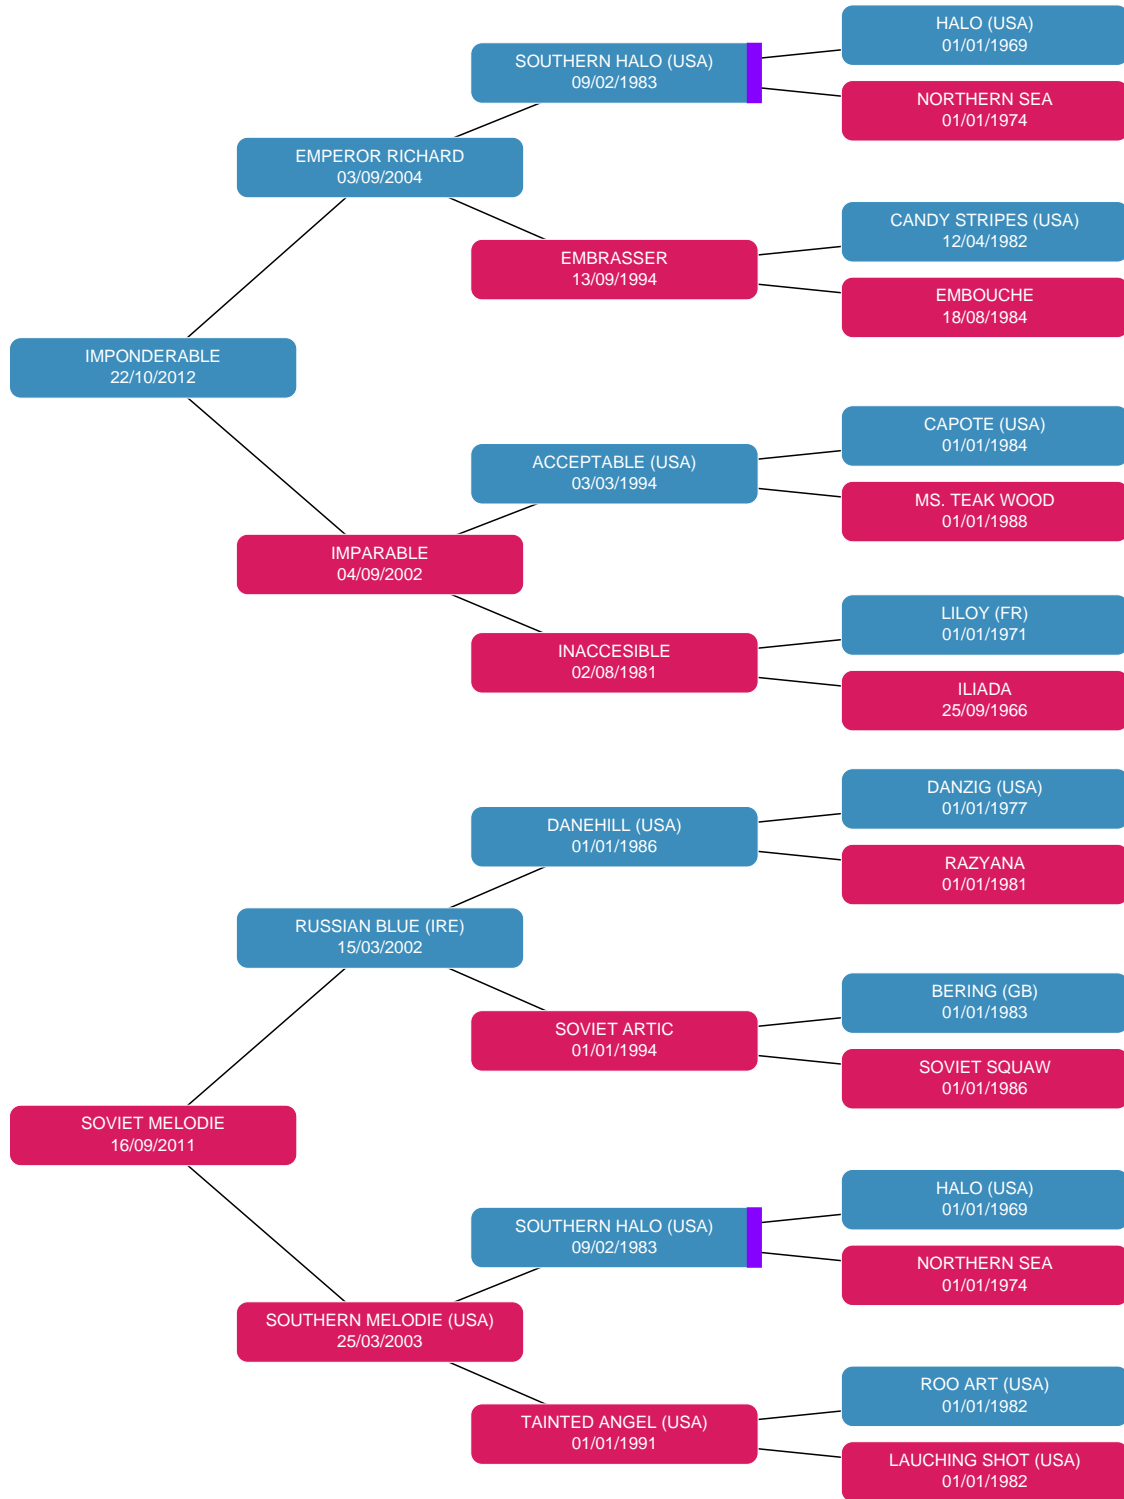 HALO (USA)
01/01/1969
SOUTHERN HALO (USA)
09/02/1983
NORTHERN SEA
01/01/1974
EMPEROR RICHARD
03/09/2004
CANDY STRIPES (USA)
12/04/1982
EMBRASSER
13/09/1994
EMBOUCHE
18/08/1984
IMPONDERABLE
22/10/2012
CAPOTE (USA)
01/01/1984
ACCEPTABLE (USA)
03/03/1994
MS. TEAK WOOD
01/01/1988
IMPARABLE
04/09/2002
LILOY (FR)
01/01/1971
INACCESIBLE
02/08/1981
ILIADA
25/09/1966
DANZIG (USA)
01/01/1977
DANEHILL (USA)
01/01/1986
RAZYANA
01/01/1981
RUSSIAN BLUE (IRE)
15/03/2002
BERING (GB)
01/01/1983
SOVIET ARTIC
01/01/1994
SOVIET SQUAW
01/01/1986
SOVIET MELODIE
16/09/2011
HALO (USA)
01/01/1969
SOUTHERN HALO (USA)
09/02/1983
NORTHERN SEA
01/01/1974
SOUTHERN MELODIE (USA)
25/03/2003
ROO ART (USA)
01/01/1982
TAINTED ANGEL (USA)
01/01/1991
LAUCHING SHOT (USA)
01/01/1982